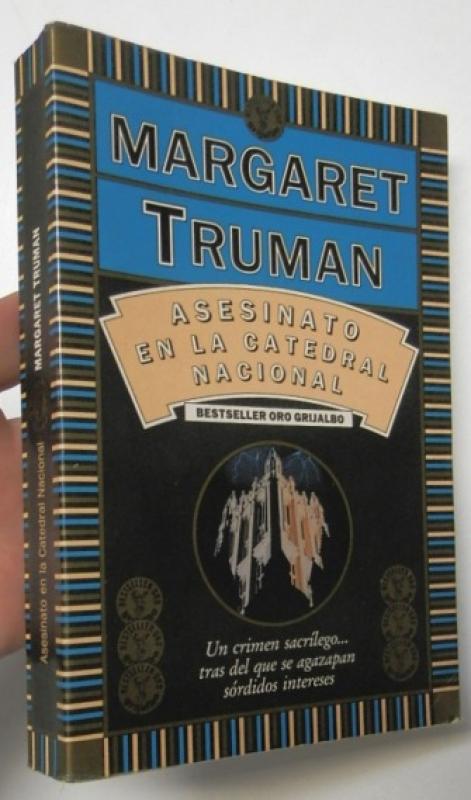 MARGARET
TRUMAN
ASESINATO
EN LA CATEDRAL
NACIONAL
BESTSELLER ORO GRIJALBO
Un crimen sacrílego...
tras del que se agazapan
sórdidos intereses
Asesinato en la Catedral Nacional MARGARET TRUMAN